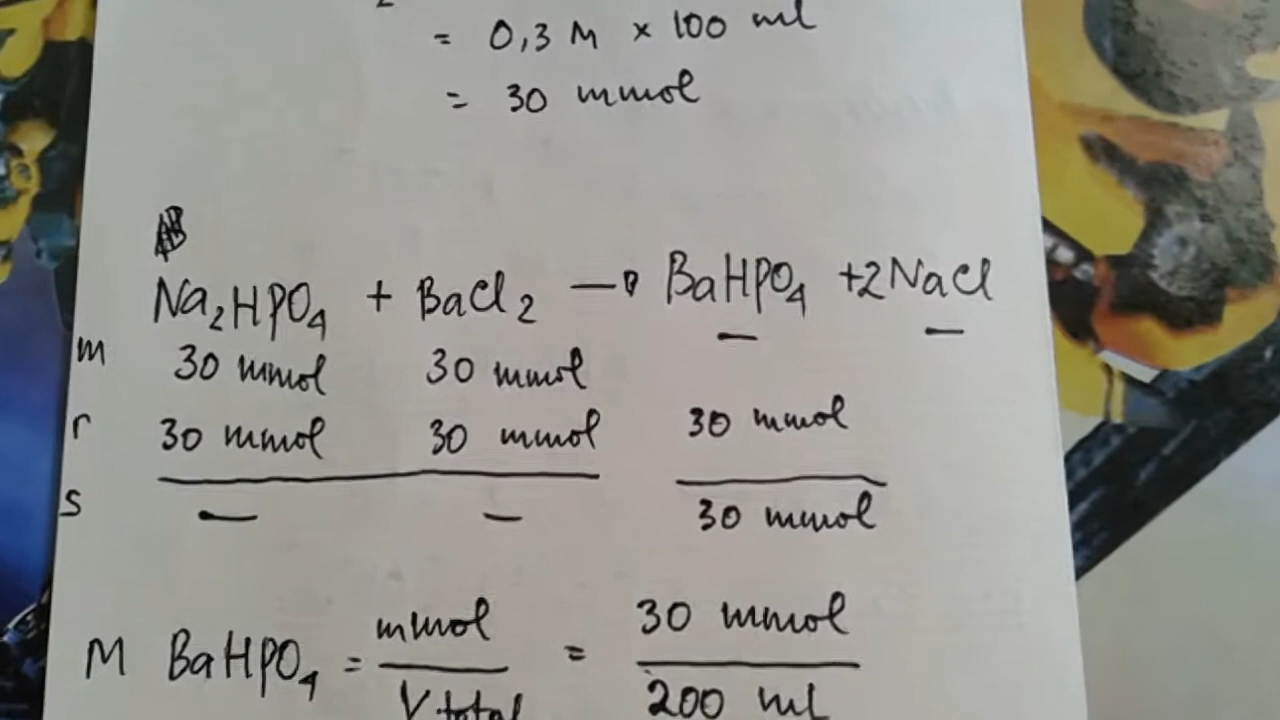 = 0,3 M × 100 ml
= 30 mmol
Na₂HPO₄ + BaCl₂ → BaHPO₄ +2NaCl
m 30 mmol 30 mmol — —
r 30 mmol 30 mmol 30 mmol
s — — 30 mmol
M BaHPO₄ = mmol / V total = 30 mmol / 200 ml